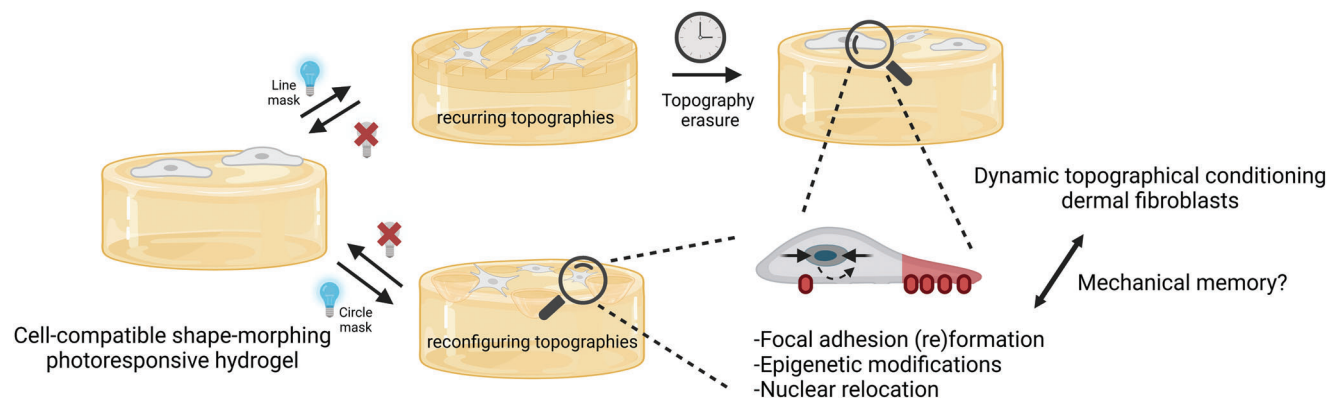 Line
mask
recurring topographies
Topography
erasure
Circle
mask
Cell-compatible shape-morphing
photoresponsive hydrogel
reconfiguring topographies
-Focal adhesion (re)formation
-Epigenetic modifications
-Nuclear relocation
Dynamic topographical conditioning
dermal fibroblasts
Mechanical memory?